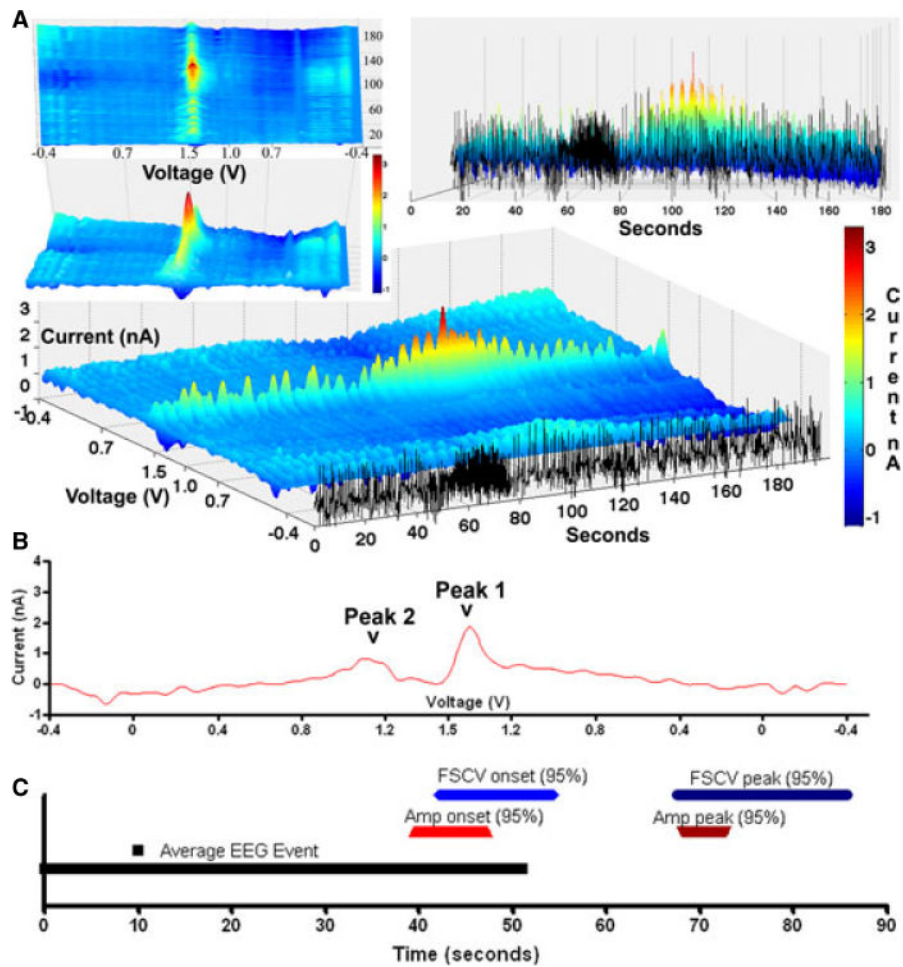 A
180
140
100
60
20
-0.4 0.7 1.5 1.0 0.7 -0.4
Voltage (V)
3
2
1
0
-1
0 20 40 60 80 100 120 140 160 180
Seconds
3
2
1
0
-1
Current (nA)
-0.4
0.7
1.5
1.0
0.7
-0.4
Voltage (V)
0 20 40 60 80 100 120 140 160 180
Seconds
3
2
1
0
-1
Current nA
B
4
3
2
1
0
-1
Current (nA)
Peak 2
v
Peak 1
v
Voltage (V)
-0.4 0 0.4 0.8 1.2 1.5 1.2 0.8 0.4 0 -0.4
C
FSCV onset (95%)
FSCV peak (95%)
Amp onset (95%)
Amp peak (95%)
Average EEG Event
0 10 20 30 40 50 60 70 80 90
Time (seconds)